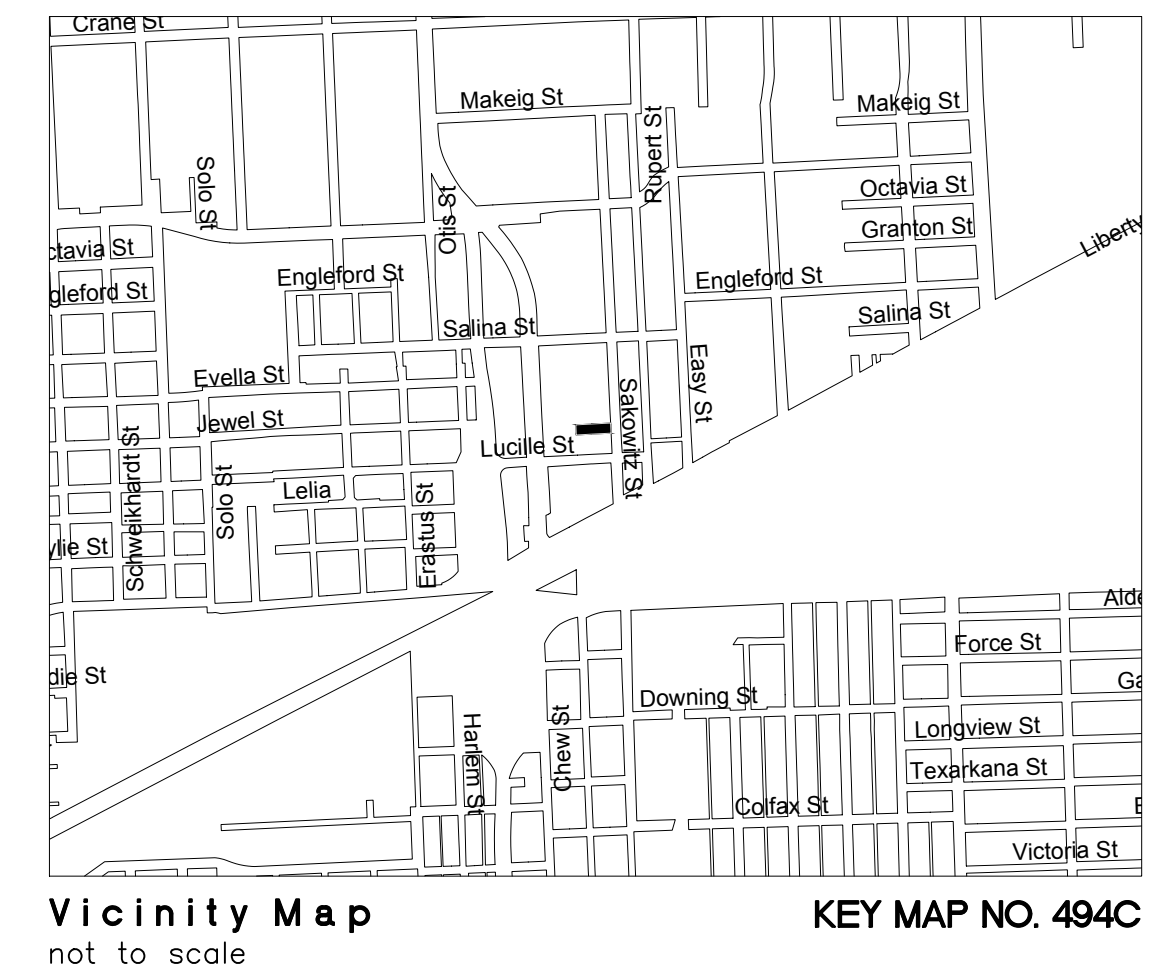 Crane St
Makeig St
Makeig St
Rupert St
Solo St
Octavia St
Otis St
Granton St
Liberty
ctavia St
Engleford St
Engleford St
gleford St
Salina St
Salina St
Easy St
Evella St
Sakowitz St
Jewel St
Schweikhardt St
Lucille St
Solo St
Lelia
Erastus St
ylie St
Alde
Force St
die St
Ga
Downing St
Chew St
Harlem St
Longview St
Texarkana St
Colfax St
E
Victoria St
Vicinity Map
KEY MAP NO. 494C
not to scale